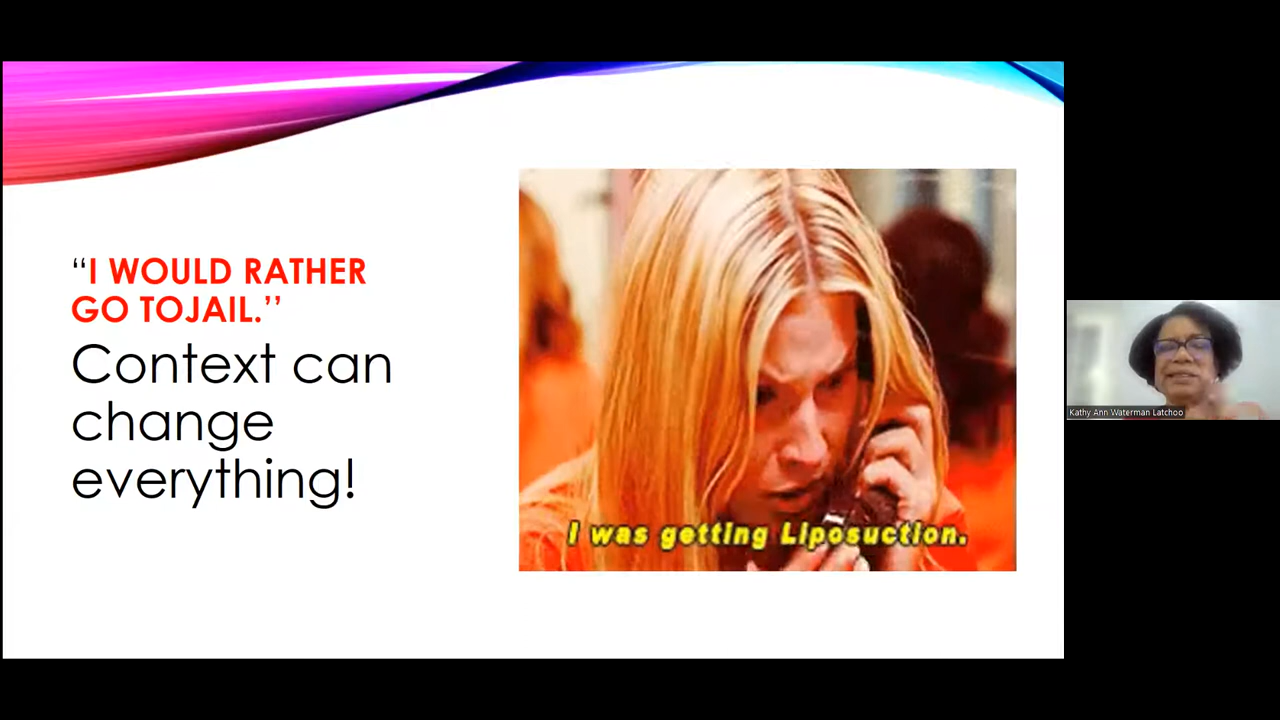 “I WOULD RATHER
GO TOJAIL.’’
Context can
change
everything!
I was getting Liposuction.
Kathy Ann Waterman Latchoo